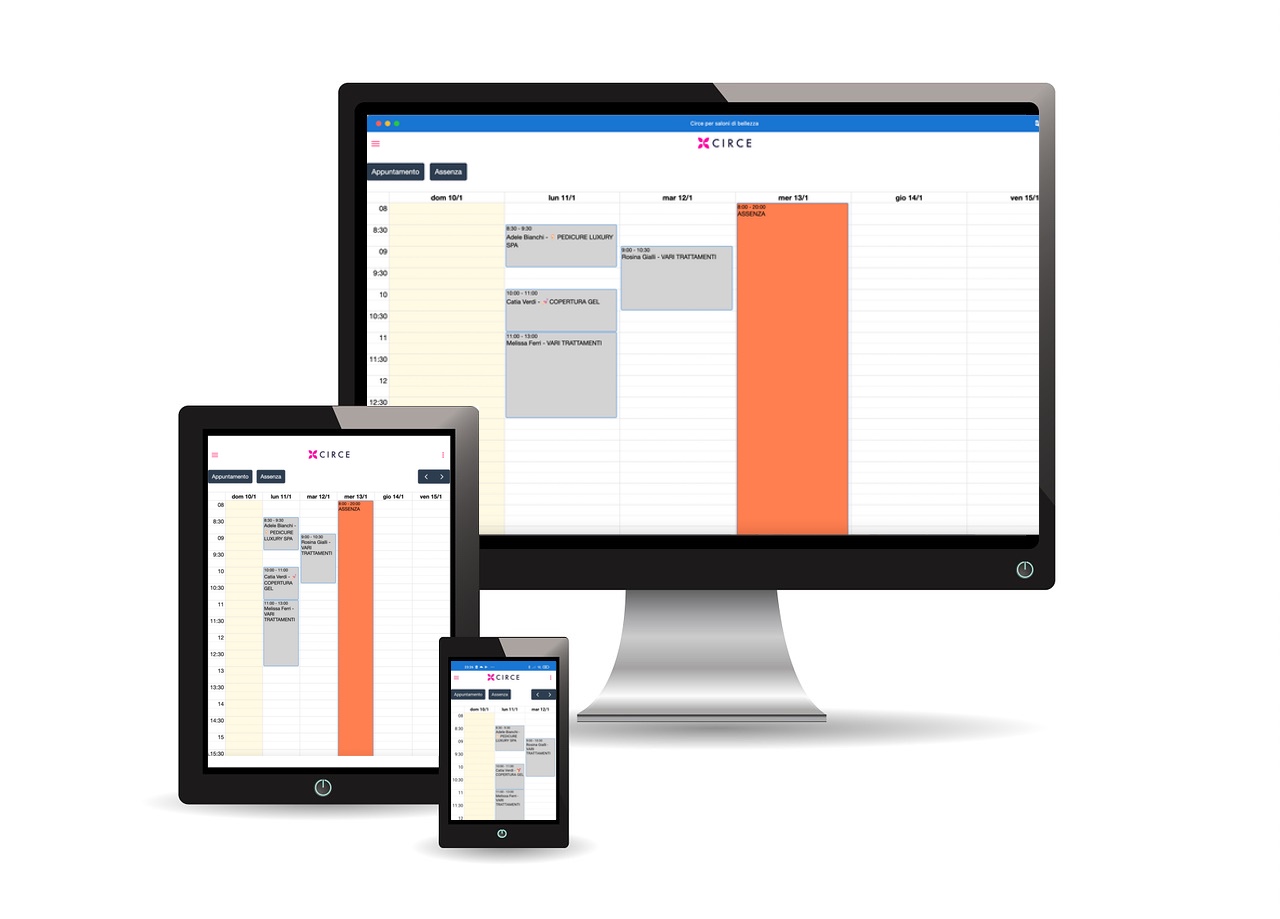 Circe per saloni di bellezza
CIRCE
Appuntamento Assenza
dom 10/1 lun 11/1 mar 12/1 mer 13/1 gio 14/1 ven 15/1
08
8:30
09
9:30
10
10:30
11
11:30
12
12:30
8:30 - 9:30
Adele Bianchi - PEDICURE LUXURY
SPA
10:00 - 11:00
Catia Verdi - COPERTURA GEL
11:00 - 13:00
Melissa Ferri - VARI TRATTAMENTI
9:00 - 10:30
Rosina Gialli - VARI TRATTAMENTI
8:00 - 20:00
ASSENZA
CIRCE
Appuntamento Assenza
dom 10/1 lun 11/1 mar 12/1 mer 13/1 gio 14/1 ven 15/1
08
8:30
09
9:30
10
10:30
11
11:30
12
12:30
13
13:30
14
14:30
15
15:30
8:30 - 9:30
Adele Bianchi -
PEDICURE
LUXURY SPA
10:00 - 11:00
Catia Verdi -
COPERTURA
GEL
11:00 - 13:00
Melissa Ferri -
VARI
TRATTAMENTI
9:00 - 10:30
Rosina Gialli -
VARI
TRATTAMENTI
8:00 - 20:00
ASSENZA
CIRCE
Appuntamento Assenza
dom 10/1 lun 11/1 mar 12/1
08
8:30
09
9:30
10
10:30
11
11:30
12
Adele Bianchi -
PEDICURE
LUXURY SPA
10:00 - 11:00
Catia Verdi -
COPERTURA GEL
11:00 - 13:00
Melissa Ferri -
VARI
TRATTAMENTI
9:00 - 10:30
Rosina Gialli -
VARI
TRATTAMENTI